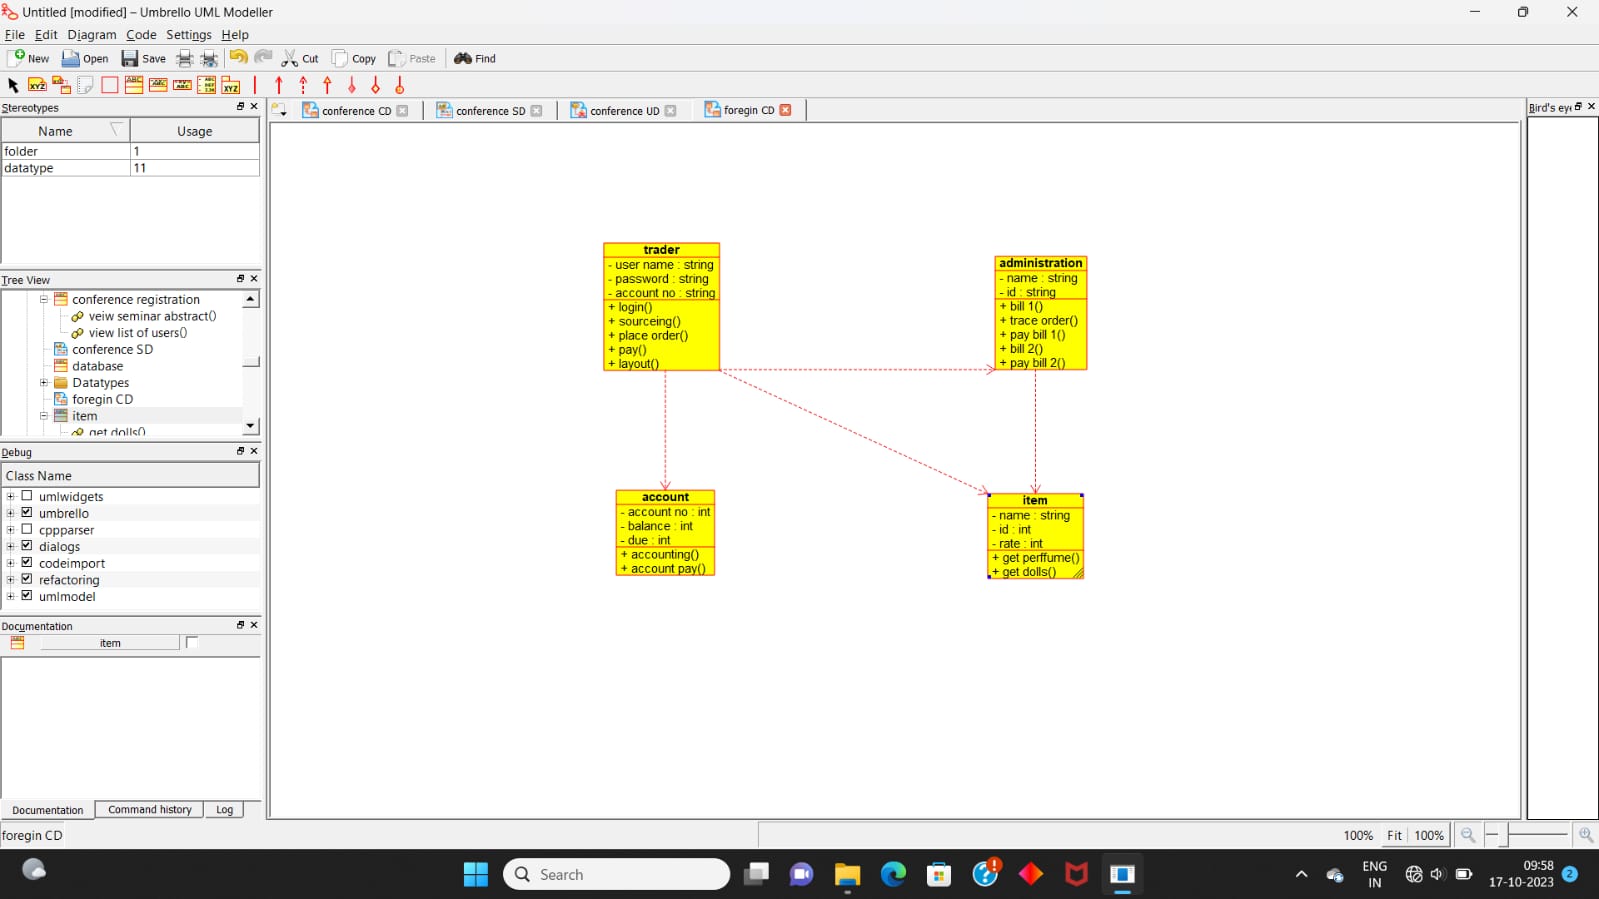 Untitled [modified] – Umbrello UML Modeller
File Edit Diagram Code Settings Help
New Open Save Cut Copy Paste Find
Stereotypes
Name Usage
folder 1
datatype 11
Tree View
conference registration
veiw seminar abstract()
view list of users()
conference SD
database
Datatypes
foregin CD
item
get dolls()
Debug
Class Name
umlwidgets
umbrello
cppparser
dialogs
codeimport
refactoring
umlmodel
Documentation
item
Documentation Command history Log
foregin CD
conference CD conference SD conference UD foregin CD
trader
- user name : string
- password : string
- account no : string
+ login()
+ sourceing()
+ place order()
+ pay()
+ layout()
administration
- name : string
- id : string
+ bill 1()
+ trace order()
+ pay bill 1()
+ bill 2()
+ pay bill 2()
account
- account no : int
- balance : int
- due : int
+ accounting()
+ account pay()
item
- name : string
- id : int
- rate : int
+ get perffume()
+ get dolls()
Bird's eye
100% Fit 100%
Search
ENG
IN
09:58
17-10-2023
2